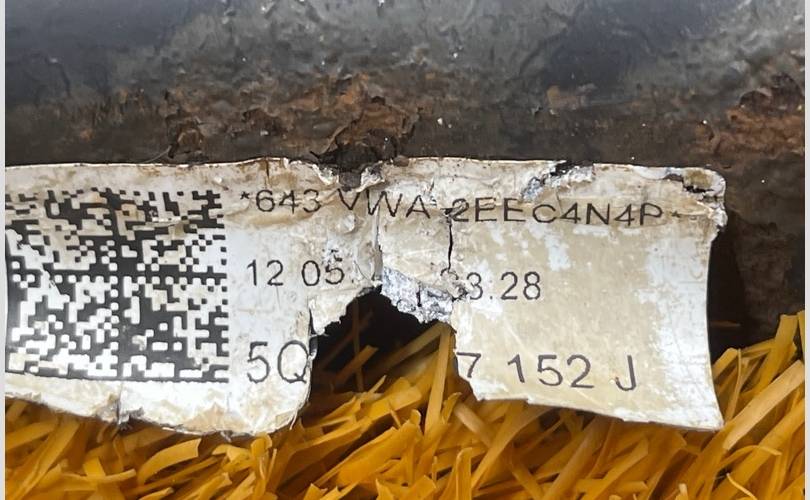 *643 VWA 2EEC4N4P*
12 05. 3.28
5Q 7 152 J